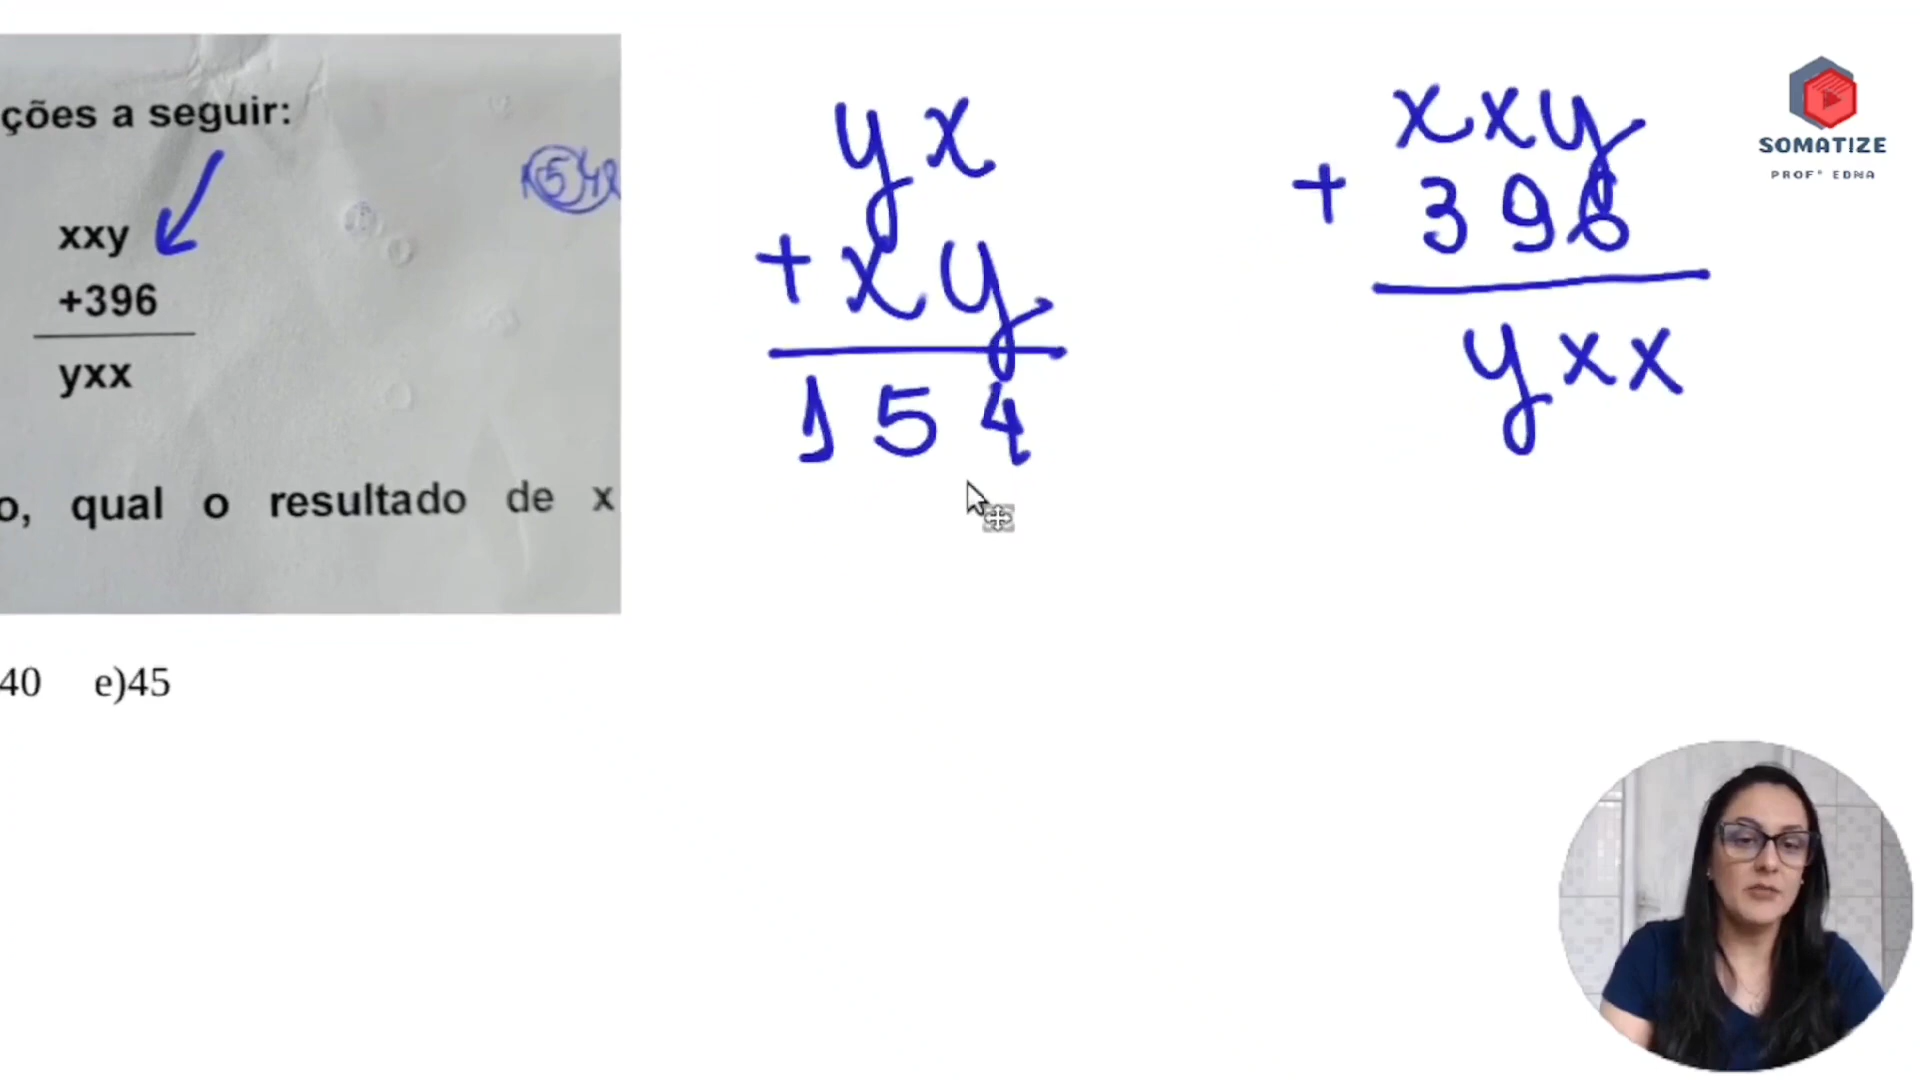 ções a seguir:
xxy
+396
yxx
o, qual o resultado de x
40 e)45
yx
+ xy
154
xxy
+ 396
yxx
SOMATIZE
PROFª EDNA